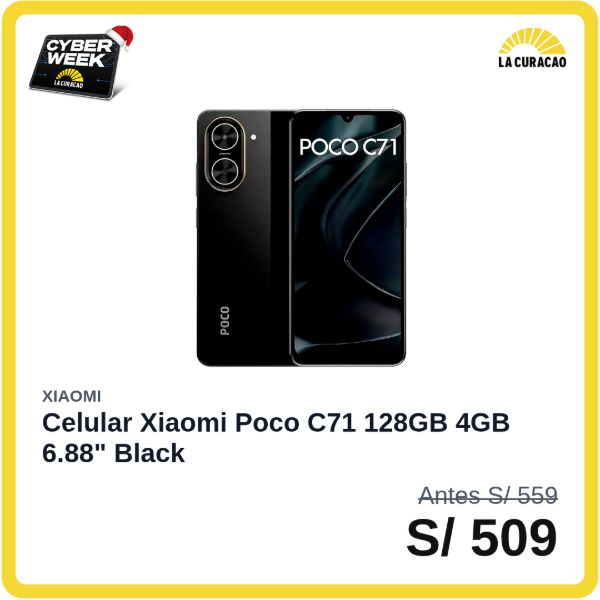 CYBER
WEEK
LA CURACAO
LA CURACAO
POCO C71
POCO
XIAOMI
Celular Xiaomi Poco C71 128GB 4GB
6.88" Black
Antes S/ 559
S/ 509